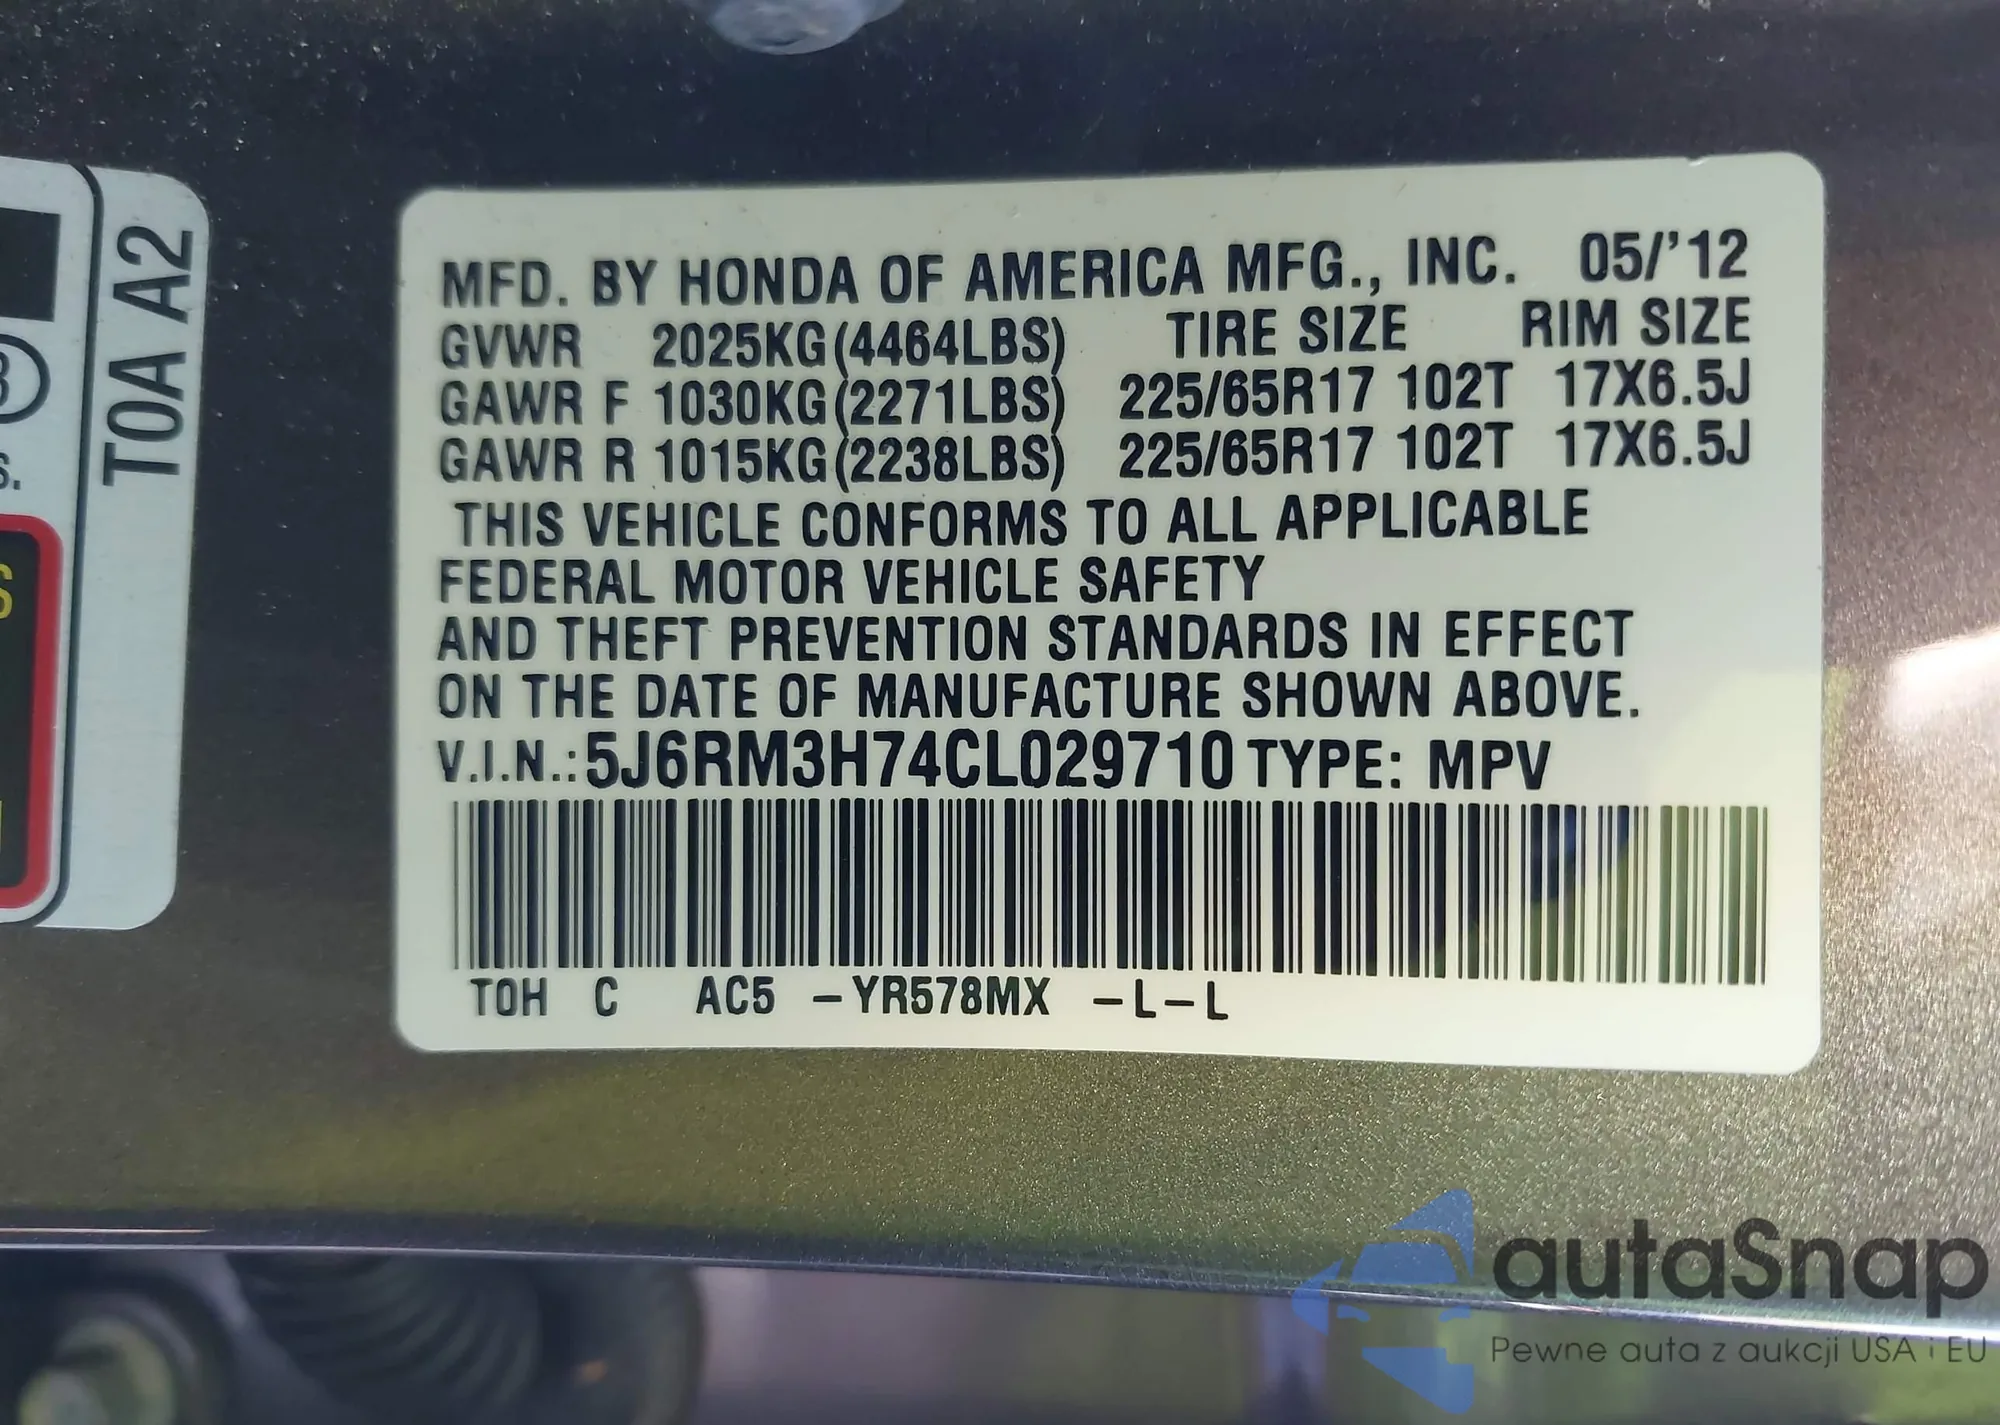 T0A A2
S.
S
MFD. BY HONDA OF AMERICA MFG., INC. 05/'12
GVWR 2025KG(4464LBS) TIRE SIZE RIM SIZE
GAWR F 1030KG(2271LBS) 225/65R17 102T 17X6.5J
GAWR R 1015KG(2238LBS) 225/65R17 102T 17X6.5J
THIS VEHICLE CONFORMS TO ALL APPLICABLE
FEDERAL MOTOR VEHICLE SAFETY
AND THEFT PREVENTION STANDARDS IN EFFECT
ON THE DATE OF MANUFACTURE SHOWN ABOVE.
V.I.N.:5J6RM3H74CL029710 TYPE: MPV
T0H C AC5 -YR578MX -L-L
autaSnap
Pewne auta z aukcji USA i EU